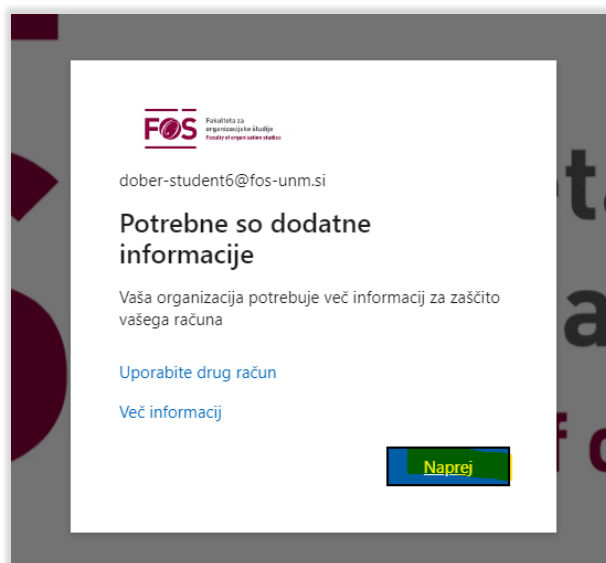 FOS
Fakulteta za
organizacijske študije
Faculty of organisation studies
dober-student6@fos-unm.si
Potrebne so dodatne
informacije
Vaša organizacija potrebuje več informacij za zaščito
vašega računa
Uporabite drug račun
Več informacij
Naprej